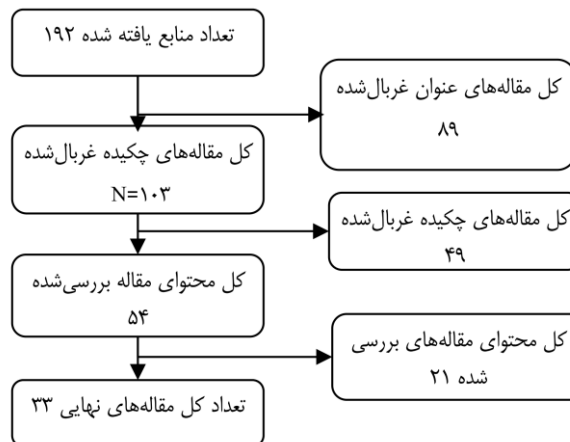 تعداد منابع یافته شده ۱۹۲
کل مقاله‌های عنوان غربال‌شده
۸۹
کل مقاله‌های چکیده غربال‌شده
N=۱۰۳
کل مقاله‌های چکیده غربال‌شده
۴۹
کل محتوای مقاله بررسی‌شده
۵۴
کل محتوای مقاله‌های بررسی
شده ۲۱
تعداد کل مقاله‌های نهایی ۳۳